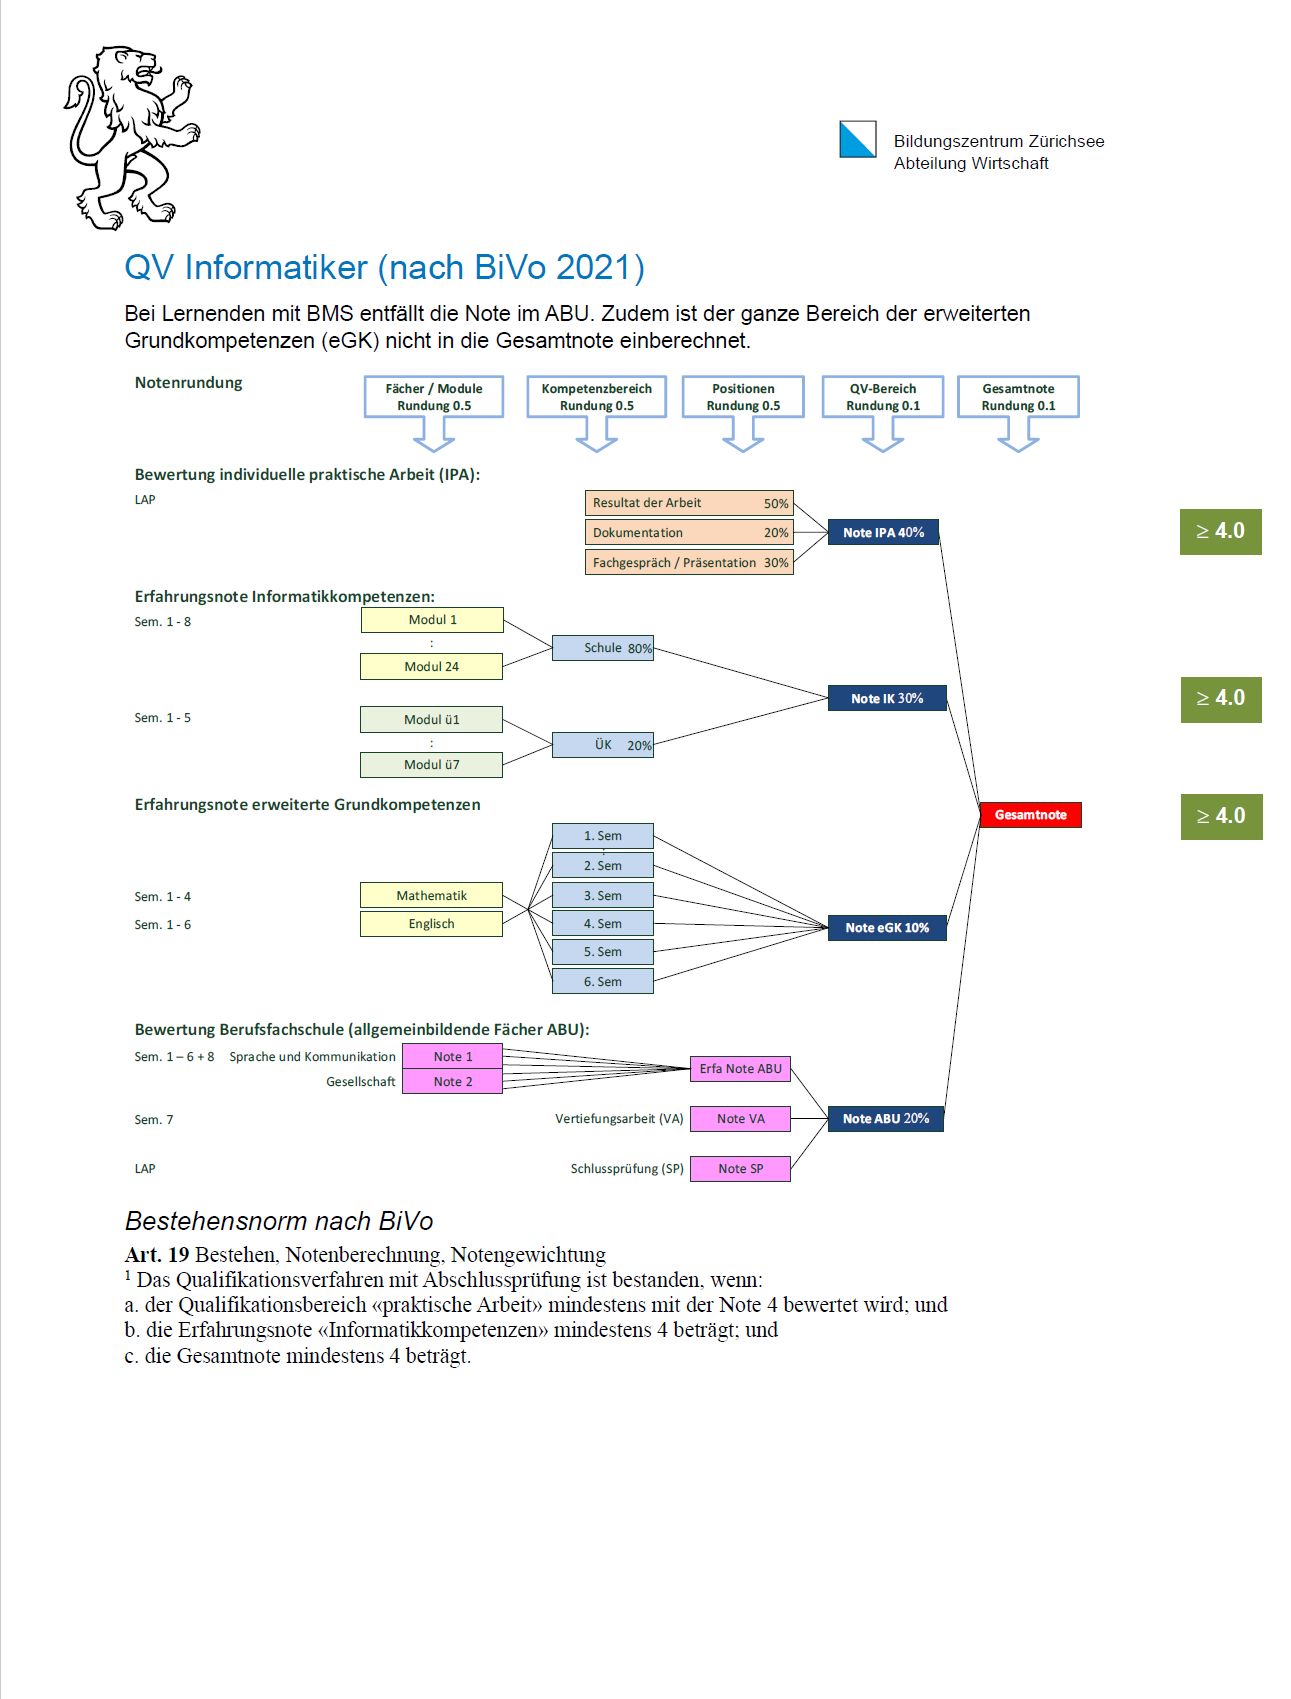 Bildungszentrum Zürichsee
Abteilung Wirtschaft
QV Informatiker (nach BiVo 2021)
Bei Lernenden mit BMS entfällt die Note im ABU. Zudem ist der ganze Bereich der erweiterten
Grundkompetenzen (eGK) nicht in die Gesamtnote einberechnet.
Notenrundung
Fächer / Module
Rundung 0.5
Kompetenzbereich
Rundung 0.5
Positionen
Rundung 0.5
QV-Bereich
Rundung 0.1
Gesamtnote
Rundung 0.1
Bewertung individuelle praktische Arbeit (IPA):
LAP
Resultat der Arbeit 50%
Dokumentation 20%
Fachgespräch / Präsentation 30%
Note IPA 40%
≥ 4.0
Erfahrungsnote Informatikkompetenzen:
Sem. 1 - 8
Modul 1
:
Modul 24
Schule 80%
Note IK 30%
≥ 4.0
Sem. 1 - 5
Modul ü1
:
Modul ü7
ÜK 20%
Gesamtnote
≥ 4.0
Erfahrungsnote erweiterte Grundkompetenzen
1. Sem
:
2. Sem
3. Sem
4. Sem
5. Sem
6. Sem
Sem. 1 - 4
Mathematik
Sem. 1 - 6
Englisch
Note eGK 10%
Bewertung Berufsfachschule (allgemeinbildende Fächer ABU):
Sem. 1 – 6 + 8 Sprache und Kommunikation Note 1
Gesellschaft Note 2
Erfa Note ABU
Sem. 7
Vertiefungsarbeit (VA) Note VA
Note ABU 20%
LAP
Schlussprüfung (SP) Note SP
Bestehensnorm nach BiVo
Art. 19 Bestehen, Notenberechnung, Notengewichtung
1 Das Qualifikationsverfahren mit Abschlussprüfung ist bestanden, wenn:
a. der Qualifikationsbereich «praktische Arbeit» mindestens mit der Note 4 bewertet wird; und
b. die Erfahrungsnote «Informatikkompetenzen» mindestens 4 beträgt; und
c. die Gesamtnote mindestens 4 beträgt.